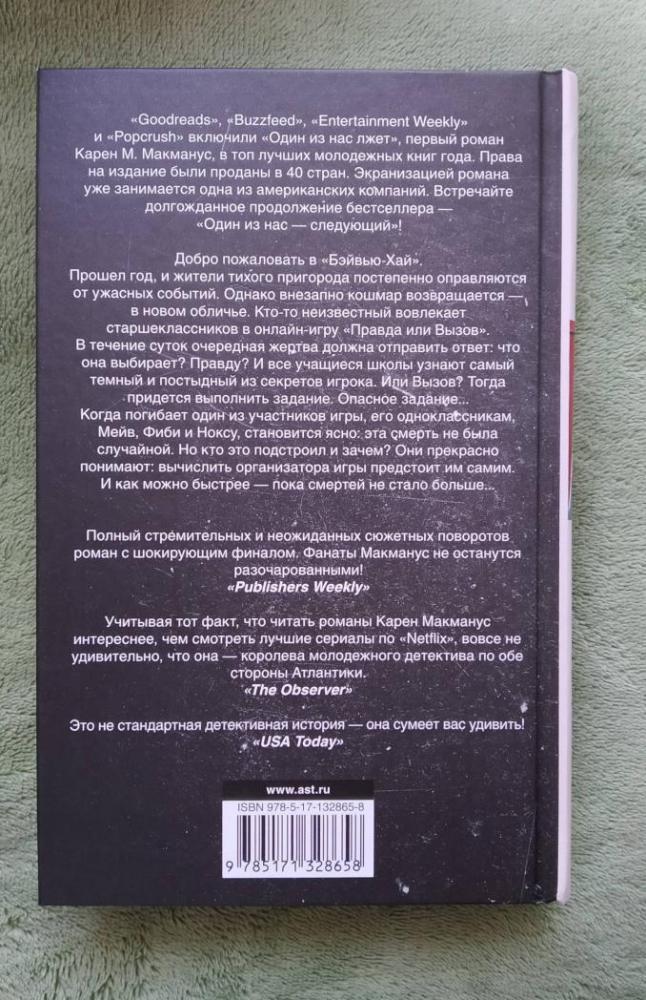 «Goodreads», «Buzzfeed», «Entertainment Weekly»
и «Popcrush» включили «Один из нас лжет», первый роман
Карен М. Макманус, в топ лучших молодежных книг года. Права
на издание были проданы в 40 стран. Экранизацией романа
уже занимается одна из американских компаний. Встречайте
долгожданное продолжение бестселлера —
«Один из нас — следующий»!
Добро пожаловать в «Бэйвью-Хай».
Прошел год, и жители тихого пригорода постепенно оправляются
от ужасных событий. Однако внезапно кошмар возвращается —
в новом обличье. Кто-то неизвестный вовлекает
старшеклассников в онлайн-игру «Правда или Вызов».
В течение суток очередная жертва должна отправить ответ: что
она выбирает? Правду? И все учащиеся школы узнают самый
темный и постыдный из секретов игрока. Или Вызов? Тогда
придется выполнить задание. Опасное задание...
Когда погибает один из участников игры, его одноклассникам,
Мейв, Фиби и Ноксу, становится ясно: эта смерть не была
случайной. Но кто это подстроил и зачем? Они прекрасно
понимают: вычислить организатора игры предстоит им самим.
И как можно быстрее — пока смертей не стало больше...
Полный стремительных и неожиданных сюжетных поворотов
роман с шокирующим финалом. Фанаты Макманус не останутся
разочарованными!
«Publishers Weekly»
Учитывая тот факт, что читать романы Карен Макманус
интереснее, чем смотреть лучшие сериалы по «Netflix», вовсе не
удивительно, что она — королева молодежного детектива по обе
стороны Атлантики.
«The Observer»
Это не стандартная детективная история — она сумеет вас удивить!
«USA Today»
www.ast.ru
ISBN 978-5-17-132865-8
9 785171 328658